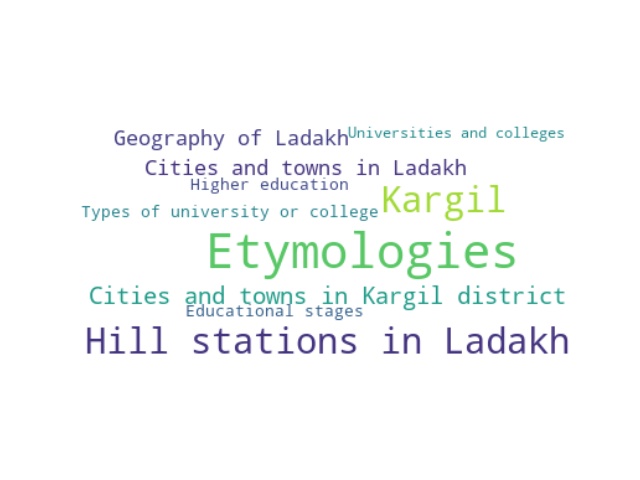 Geography of Ladakh
Universities and colleges
Cities and towns in Ladakh
Higher education
Kargil
Types of university or college
Etymologies
Cities and towns in Kargil district
Educational stages
Hill stations in Ladakh